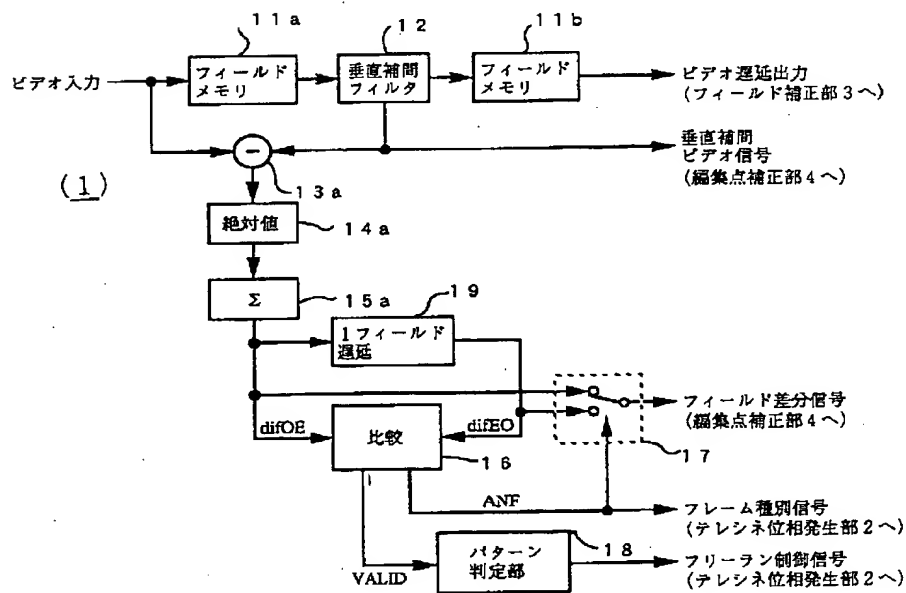 11a
12
11b
ビデオ入力
フィールド
メモリ
垂直補間
フィルタ
フィールド
メモリ
ビデオ遅延出力
(フィールド補正部3へ)
垂直補間
ビデオ信号
(編集点補正部4へ)
−
(1)
13a
絶対値
14a
Σ
15a
19
1フィールド
遅延
フィールド差分信号
(編集点補正部4へ)
difOE
比較
difEO
16
17
ANF
フレーム種別信号
(テレシネ位相発生部2へ)
VALID
パターン
判定部
18
フリーラン制御信号
(テレシネ位相発生部2へ)